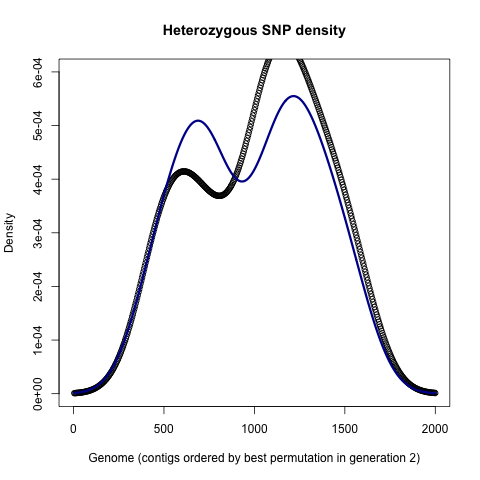 Heterozygous SNP density
Density
6e-04
5e-04
4e-04
3e-04
2e-04
1e-04
0e+00
0 500 1000 1500 2000
Genome (contigs ordered by best permutation in generation 2)